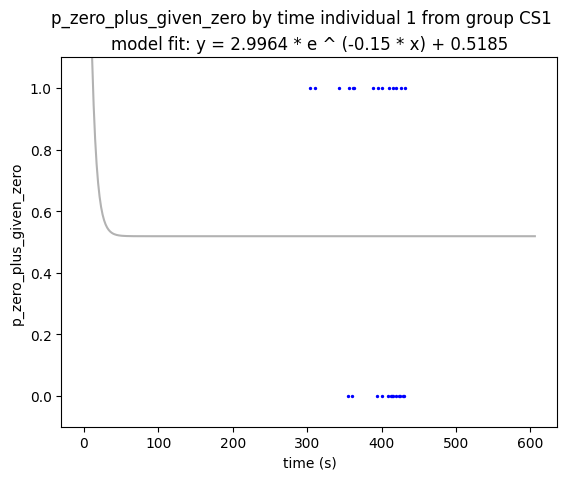 p_zero_plus_given_zero by time individual 1 from group CS1
model fit: y = 2.9964 * e ^ (-0.15 * x) + 0.5185
1.0
0.8
0.6
0.4
0.2
0.0
p_zero_plus_given_zero
0 100 200 300 400 500 600
time (s)